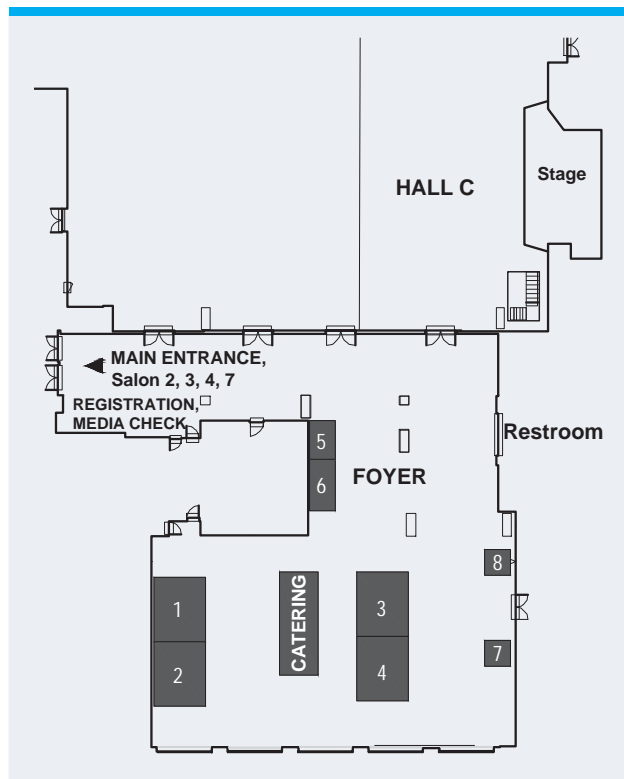 HALL C
Stage
MAIN ENTRANCE,
Salon 2, 3, 4, 7
REGISTRATION,
MEDIA CHECK
Restroom
5
6
FOYER
8
1
CATERING
3
2
4
7